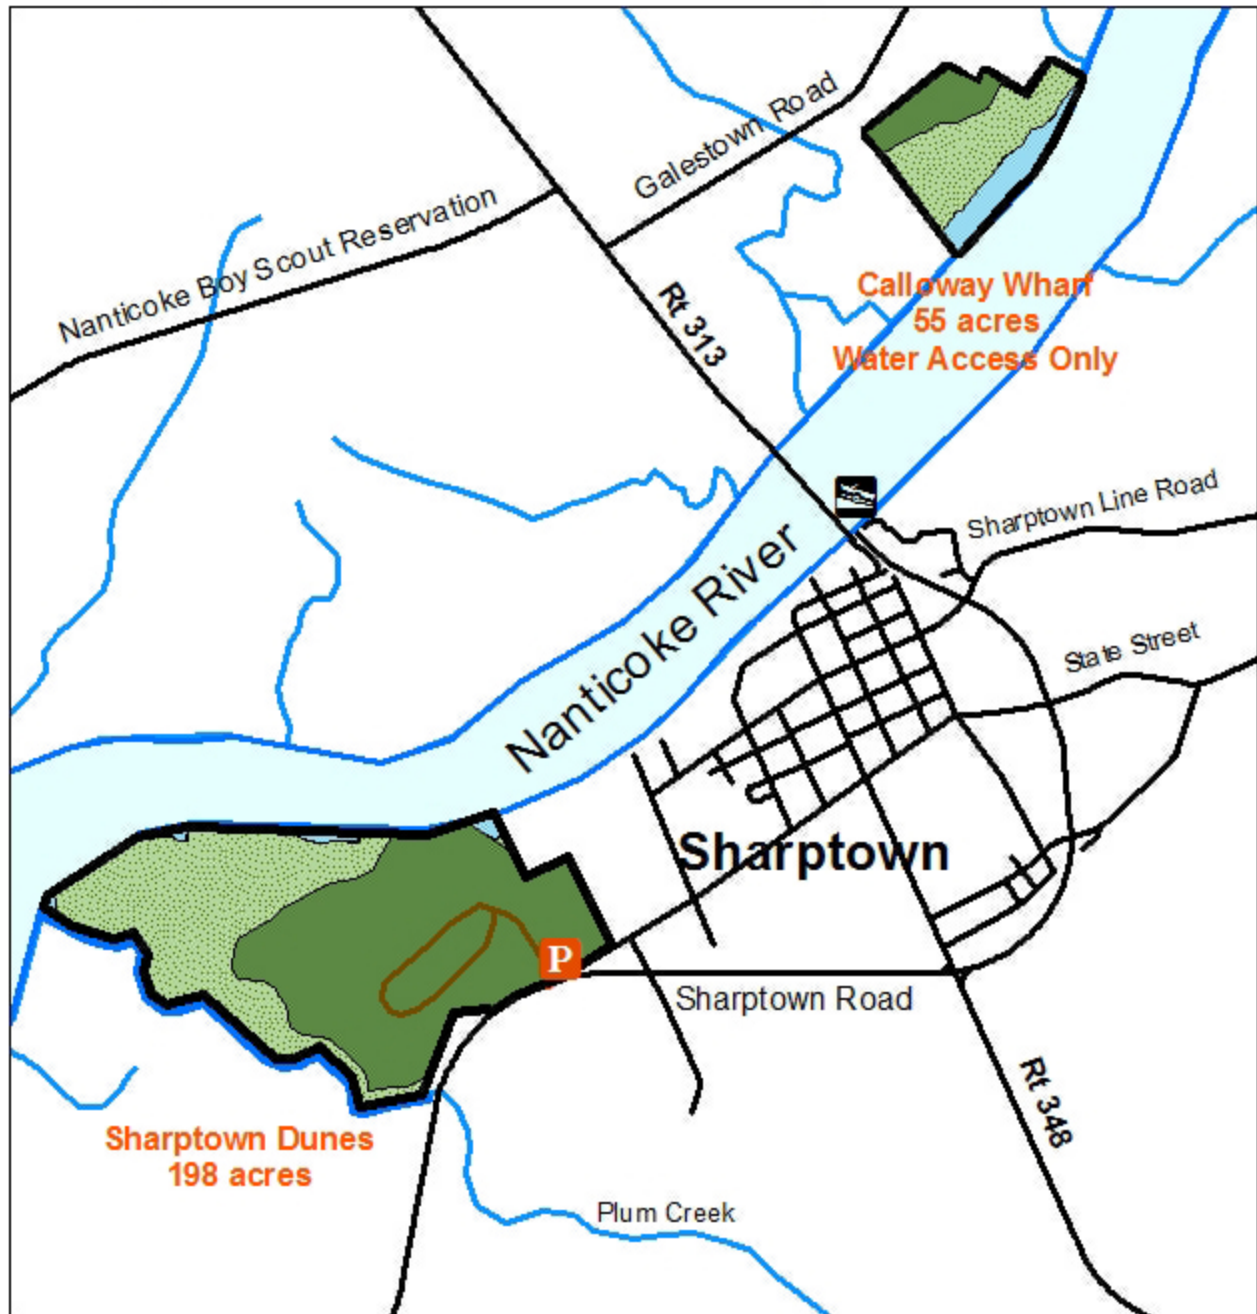 Galestown Road
Nanticoke Boy Scout Reservation
Rt 313
Calloway Wharf
55 acres
Water Access Only
Sharptown Line Road
Nanticoke River
State Street
Sharptown
P
Sharptown Road
Rt 348
Sharptown Dunes
198 acres
Plum Creek